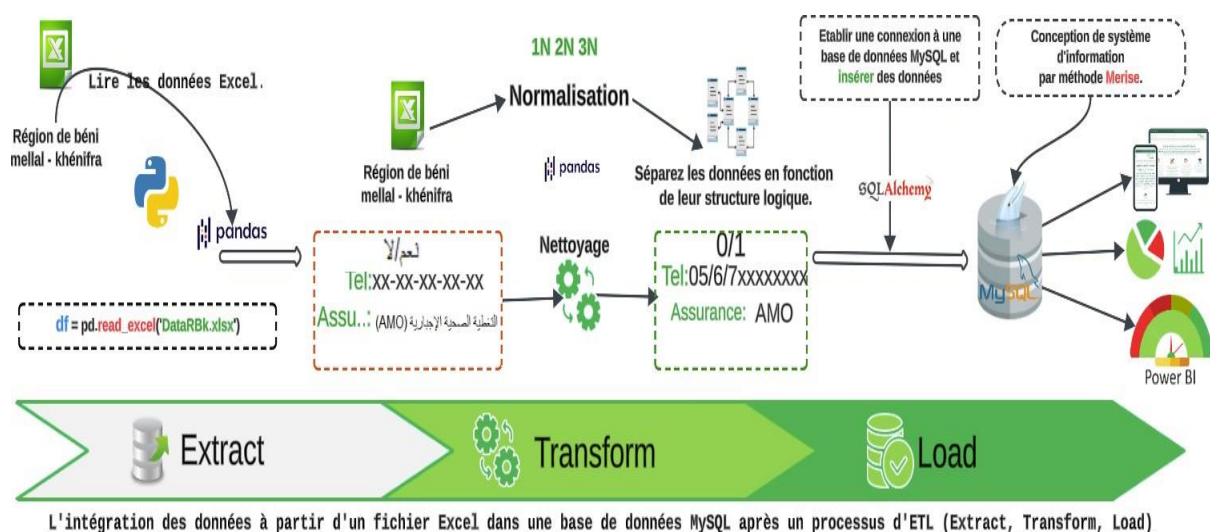 Lire les données Excel.
Région de béni
mellal - khénifra
pandas
df = pd.read_excel('DataRBk.xlsx')
1N 2N 3N
Normalisation
Région de béni
mellal - khénifra
pandas
Séparez les données en fonction
de leur structure logique.
نعم/لا
Tel:xx-xx-xx-xx-xx
Assu..: التغطية الصحية الإجبارية (AMO)
Nettoyage
0/1
Tel:05/6/7xxxxxxxx
Assurance: AMO
Etablir une connexion à une
base de données MySQL et
insérer des données
SQLAlchemy
Conception de système
d'information
par méthode Merise.
MySQL
Power BI
Extract
Transform
Load
L'intégration des données à partir d'un fichier Excel dans une base de données MySQL après un processus d'ETL (Extract, Transform, Load)